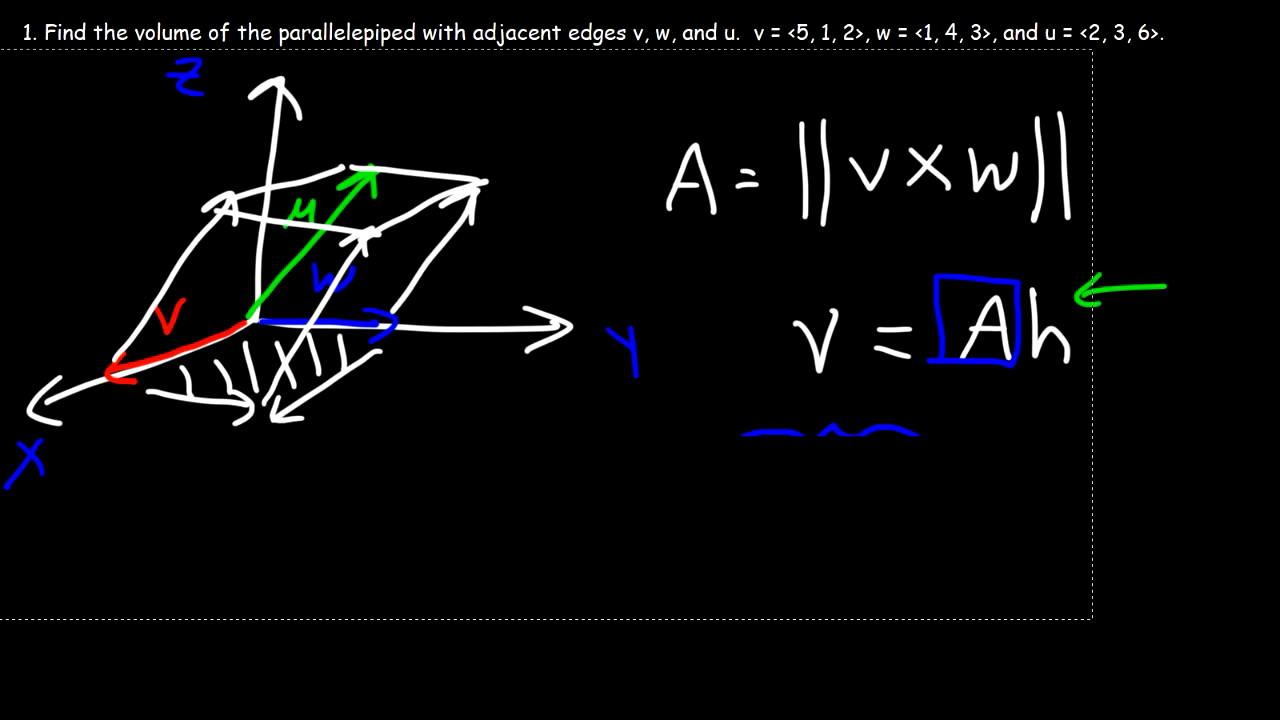 1. Find the volume of the parallelepiped with adjacent edges v, w, and u. v = <5, 1, 2>, w = <1, 4, 3>, and u = <2, 3, 6>.
z
A = ||v x w||
u
w
v
v = Ah
y
x